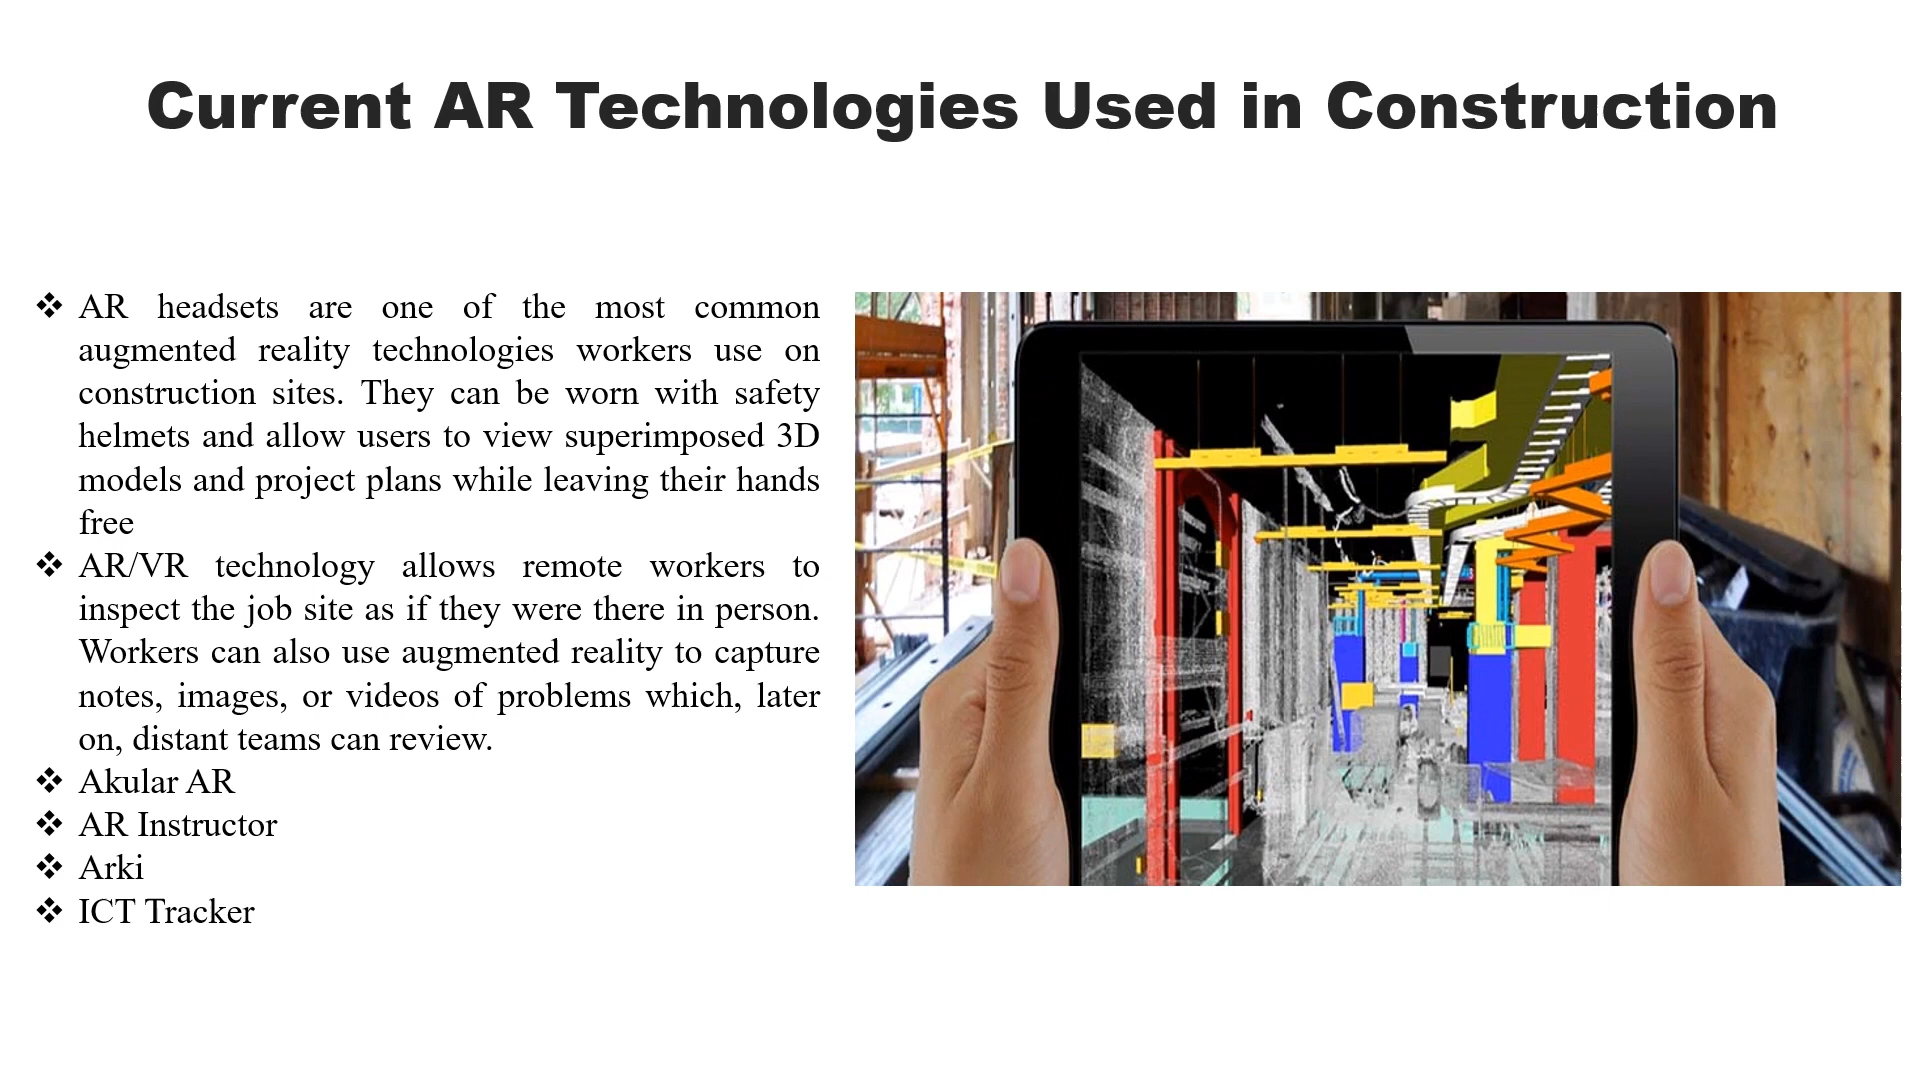 Current AR Technologies Used in Construction
❖ AR headsets are one of the most common
augmented reality technologies workers use on
construction sites. They can be worn with safety
helmets and allow users to view superimposed 3D
models and project plans while leaving their hands
free
❖ AR/VR technology allows remote workers to
inspect the job site as if they were there in person.
Workers can also use augmented reality to capture
notes, images, or videos of problems which, later
on, distant teams can review.
❖ Akular AR
❖ AR Instructor
❖ Arki
❖ ICT Tracker